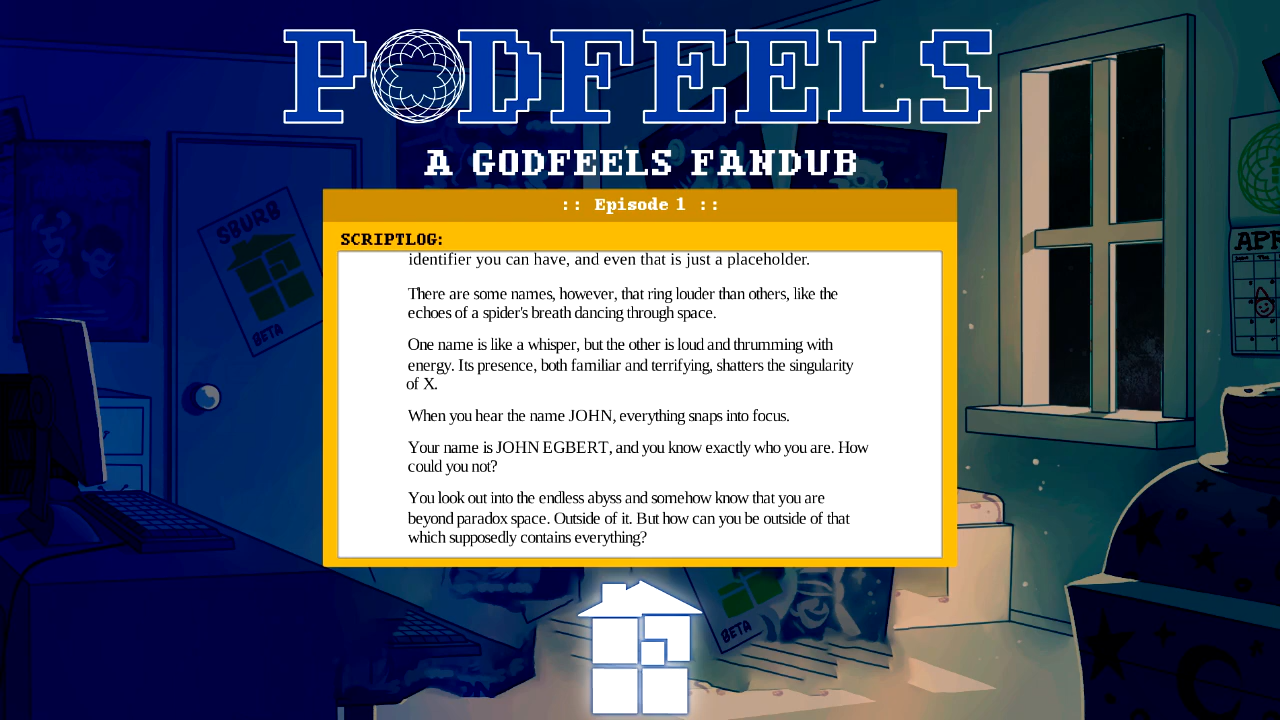 PODFEELS
A GODFEELS FANDUB
:: Episode 1 ::
SCRIPTLOG:
identifier you can have, and even that is just a placeholder.
There are some names, however, that ring louder than others, like the
echoes of a spider's breath dancing through space.
One name is like a whisper, but the other is loud and thrumming with
energy. Its presence, both familiar and terrifying, shatters the singularity
of X.
When you hear the name JOHN, everything snaps into focus.
Your name is JOHN EGBERT, and you know exactly who you are. How
could you not?
You look out into the endless abyss and somehow know that you are
beyond paradox space. Outside of it. But how can you be outside of that
which supposedly contains everything?
SBURB
BETA
APR
BETA